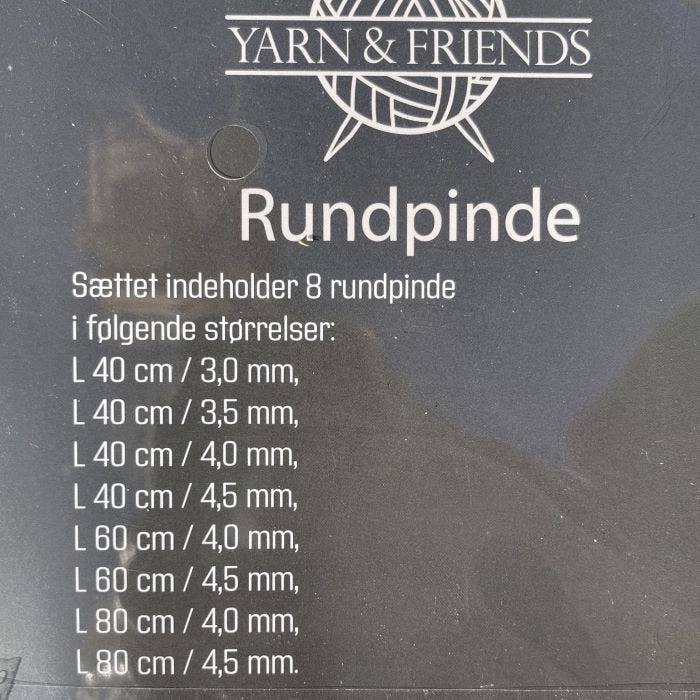 YARN & FRIENDS
Rundpinde
Sættet indeholder 8 rundpinde
i følgende størrelser:
L 40 cm / 3,0 mm,
L 40 cm / 3,5 mm,
L 40 cm / 4,0 mm,
L 40 cm / 4,5 mm,
L 60 cm / 4,0 mm,
L 60 cm / 4,5 mm,
L 80 cm / 4,0 mm,
L 80 cm / 4,5 mm.